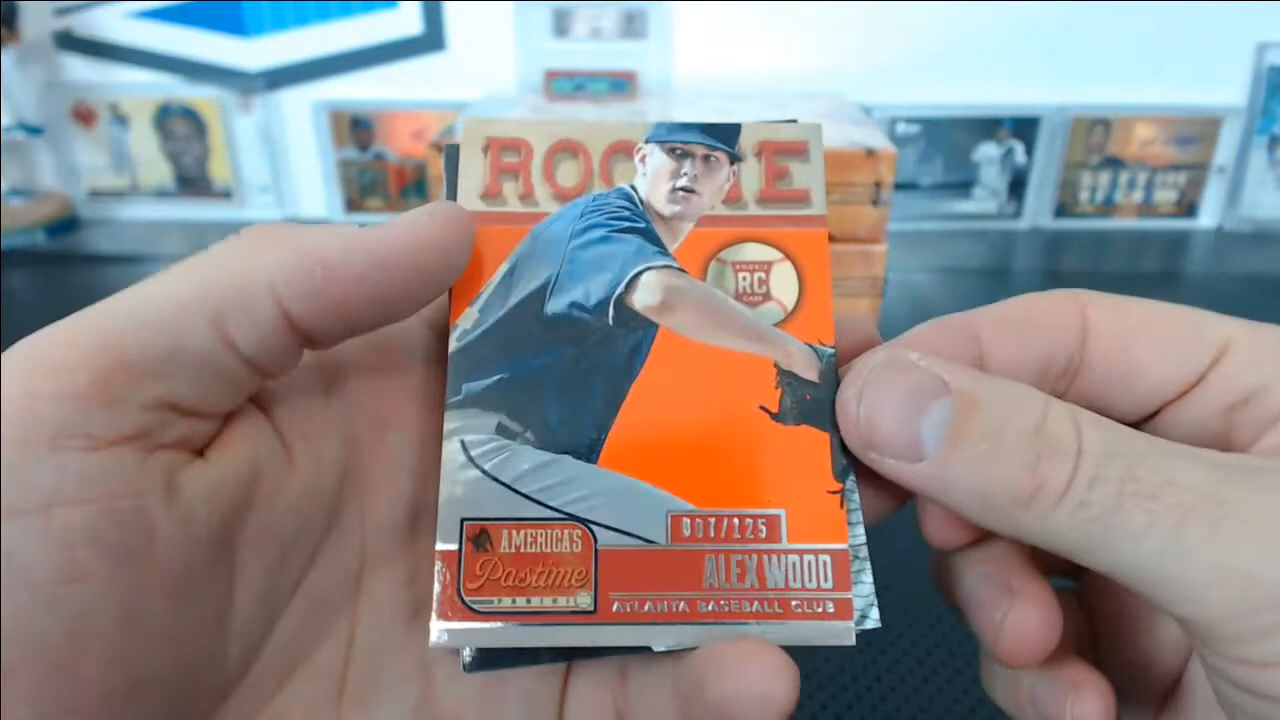 ROOKIE
ROOKIE
RC
CARD
007/125
AMERICA'S
Pastime
PANINI
ALEX WOOD
ATLANTA BASEBALL CLUB